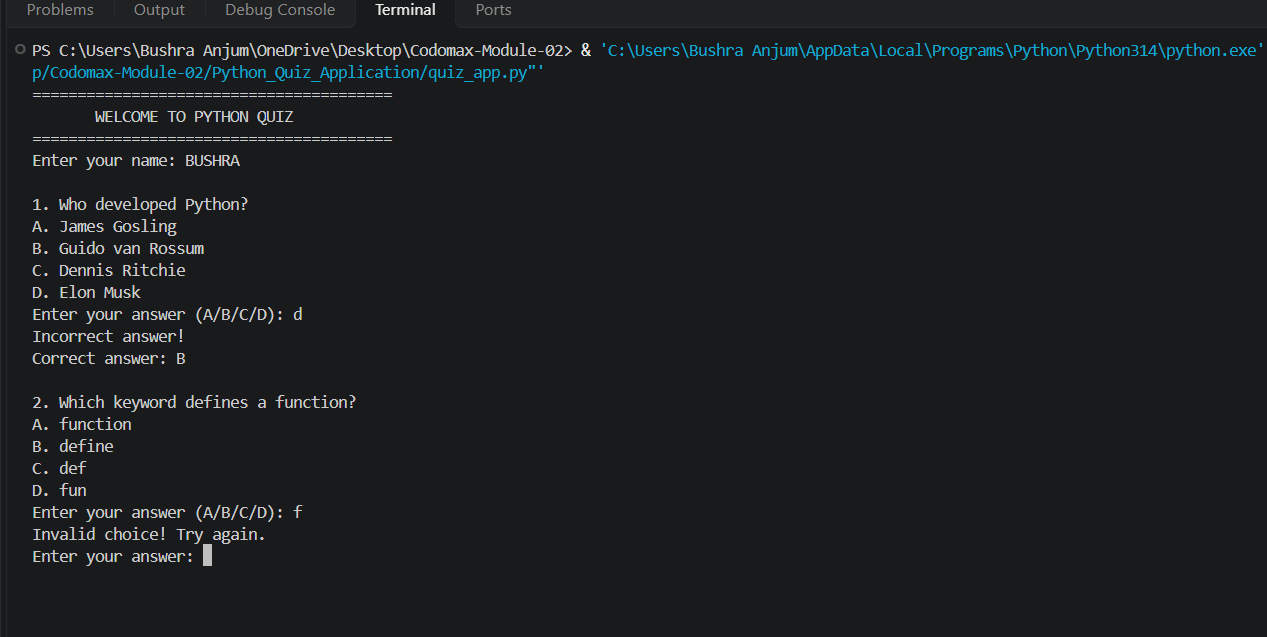 Problems Output Debug Console Terminal Ports
PS C:\Users\Bushra Anjum\OneDrive\Desktop\Codomax-Module-02> & 'C:\Users\Bushra Anjum\AppData\Local\Programs\Python\Python314\python.exe'
p/Codomax-Module-02/Python_Quiz_Application/quiz_app.py"'
========================================
WELCOME TO PYTHON QUIZ
========================================
Enter your name: BUSHRA
1. Who developed Python?
A. James Gosling
B. Guido van Rossum
C. Dennis Ritchie
D. Elon Musk
Enter your answer (A/B/C/D): d
Incorrect answer!
Correct answer: B
2. Which keyword defines a function?
A. function
B. define
C. def
D. fun
Enter your answer (A/B/C/D): f
Invalid choice! Try again.
Enter your answer: